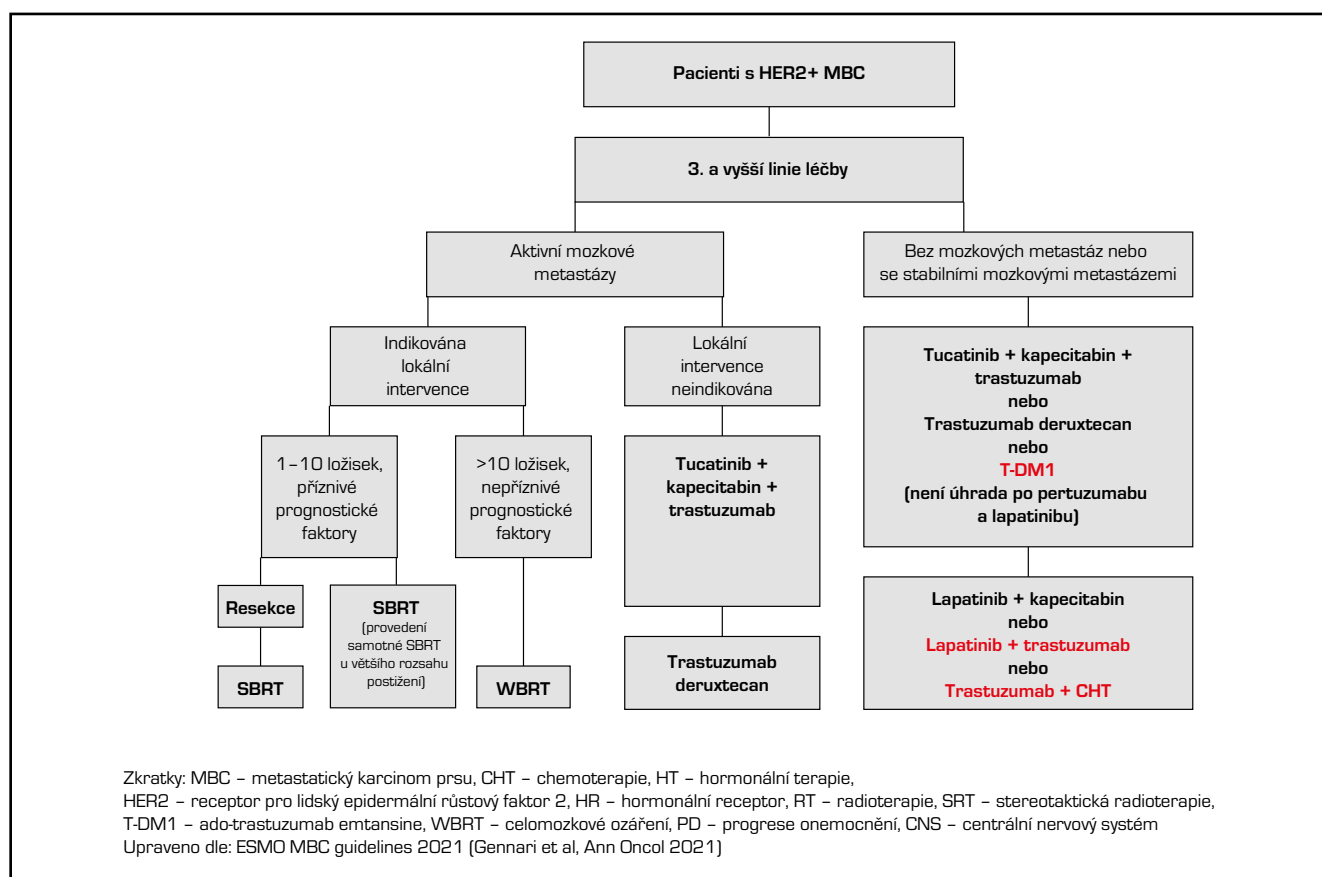 Pacienti s HER2+ MBC
3. a vyšší linie léčby
Aktivní mozkové
metastázy
Bez mozkových metastáz nebo
se stabilními mozkovými metastázemi
Indikována
lokální
intervence
Lokální
intervence
neindikována
1–10 ložisek,
příznivé
prognostické
faktory
>10 ložisek,
nepříznivé
prognostické
faktory
Tucatinib +
kapecitabin +
trastuzumab
Tucatinib + kapecitabin +
trastuzumab
nebo
Trastuzumab deruxtecan
nebo
T-DM1
(není úhrada po pertuzumabu
a lapatinibu)
Resekce
SBRT
SBRT
(provedení
samotné SBRT
u většího rozsahu
postižení)
WBRT
Trastuzumab
deruxtecan
Lapatinib + kapecitabin
nebo
Lapatinib + trastuzumab
nebo
Trastuzumab + CHT
Zkratky: MBC – metastatický karcinom prsu, CHT – chemoterapie, HT – hormonální terapie,
HER2 – receptor pro lidský epidermální růstový faktor 2, HR – hormonální receptor, RT – radioterapie, SRT – stereotaktická radioterapie,
T-DM1 – ado-trastuzumab emtansine, WBRT – celomozkové ozáření, PD – progrese onemocnění, CNS – centrální nervový systém
Upraveno dle: ESMO MBC guidelines 2021 (Gennari et al, Ann Oncol 2021)